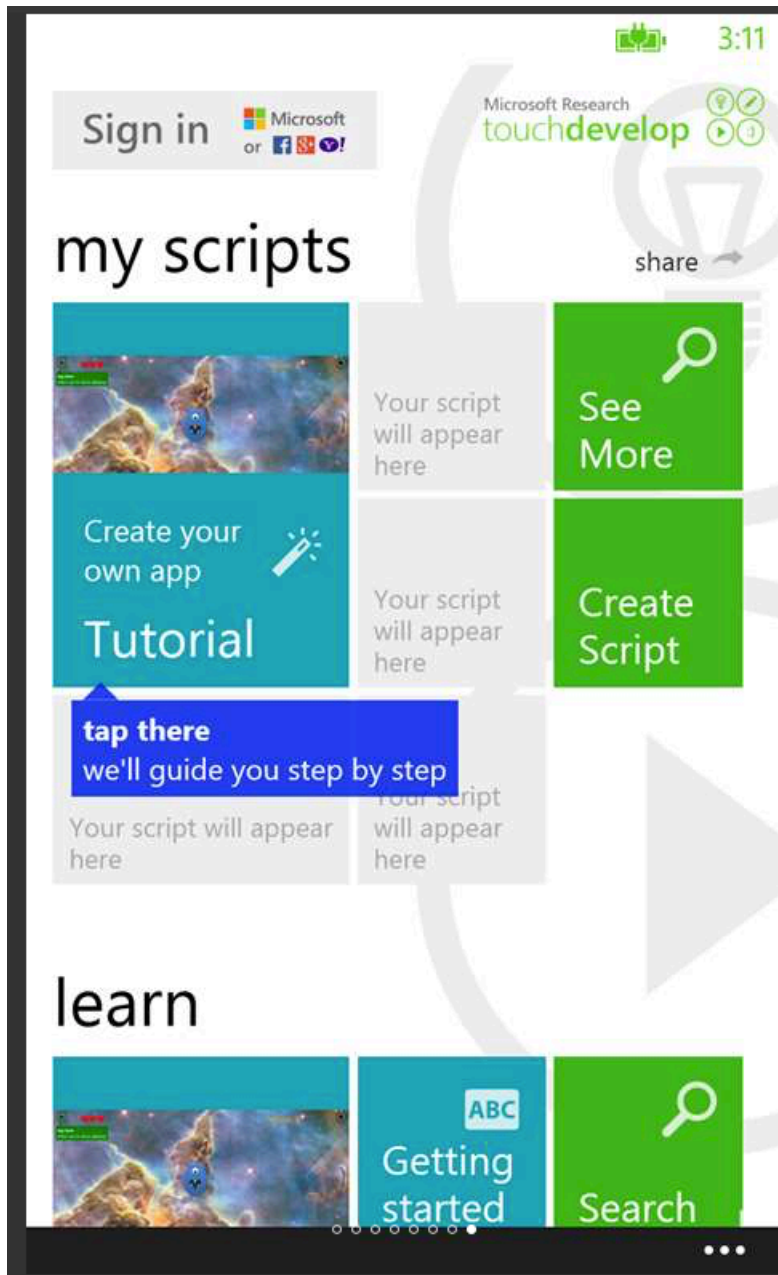 3:11
Sign in
Microsoft
or
Microsoft Research
touchdevelop
my scripts
share
Your script
will appear
here
See
More
Create your
own app
Tutorial
Your script
will appear
here
Create
Script
tap there
we'll guide you step by step
Your script will appear
here
Your script
will appear
here
learn
ABC
Getting
started
Search